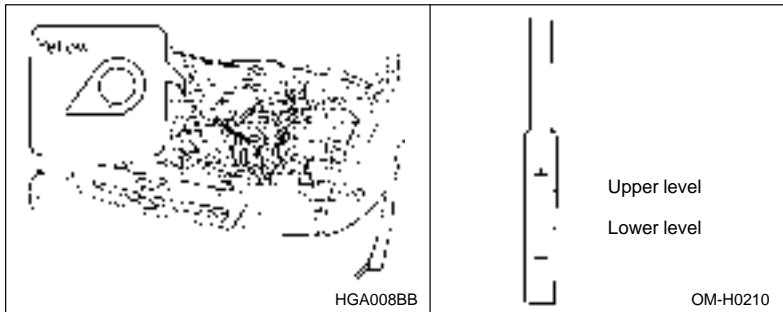 Yellow
HGA008BB
Upper level
Lower level
OM-H0210